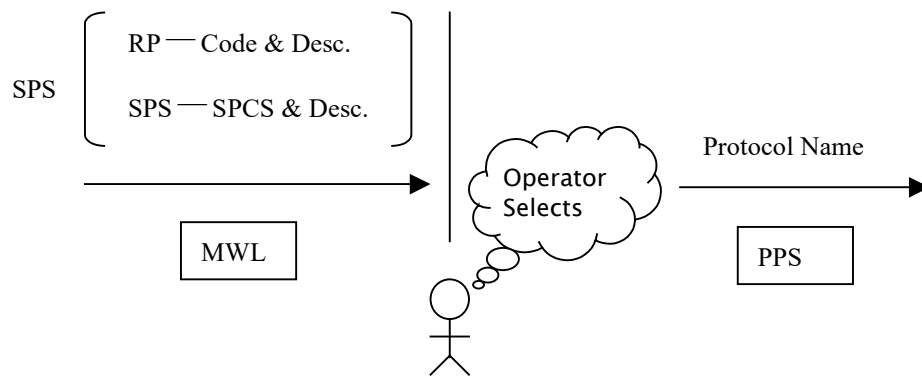 RP — Code & Desc.
SPS
SPS — SPCS & Desc.
Protocol Name
Operator
Selects
MWL
PPS